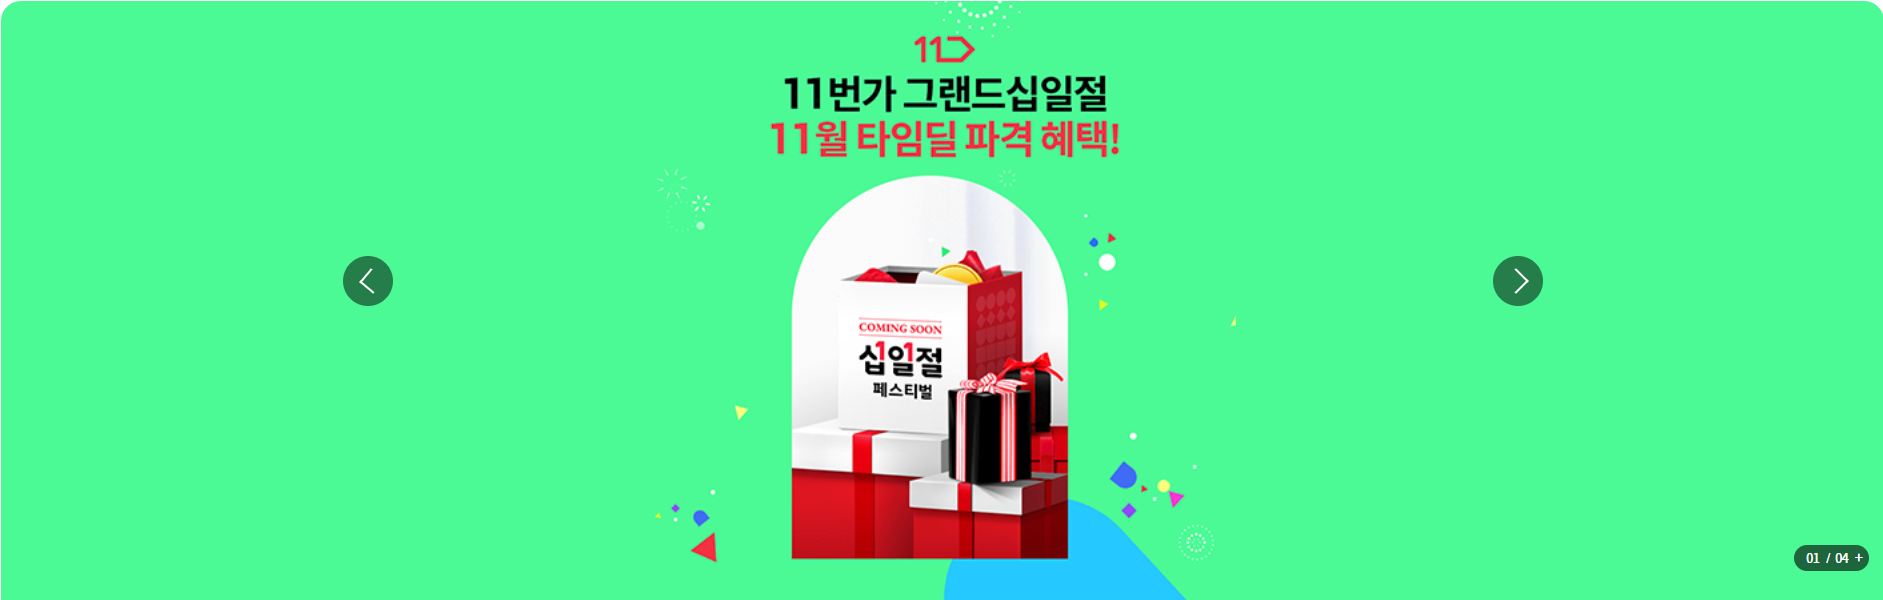 11
11번가 그랜드십일절
11월 타임딜 파격 혜택!
COMING SOON
십일절
페스티벌
01 / 04 +